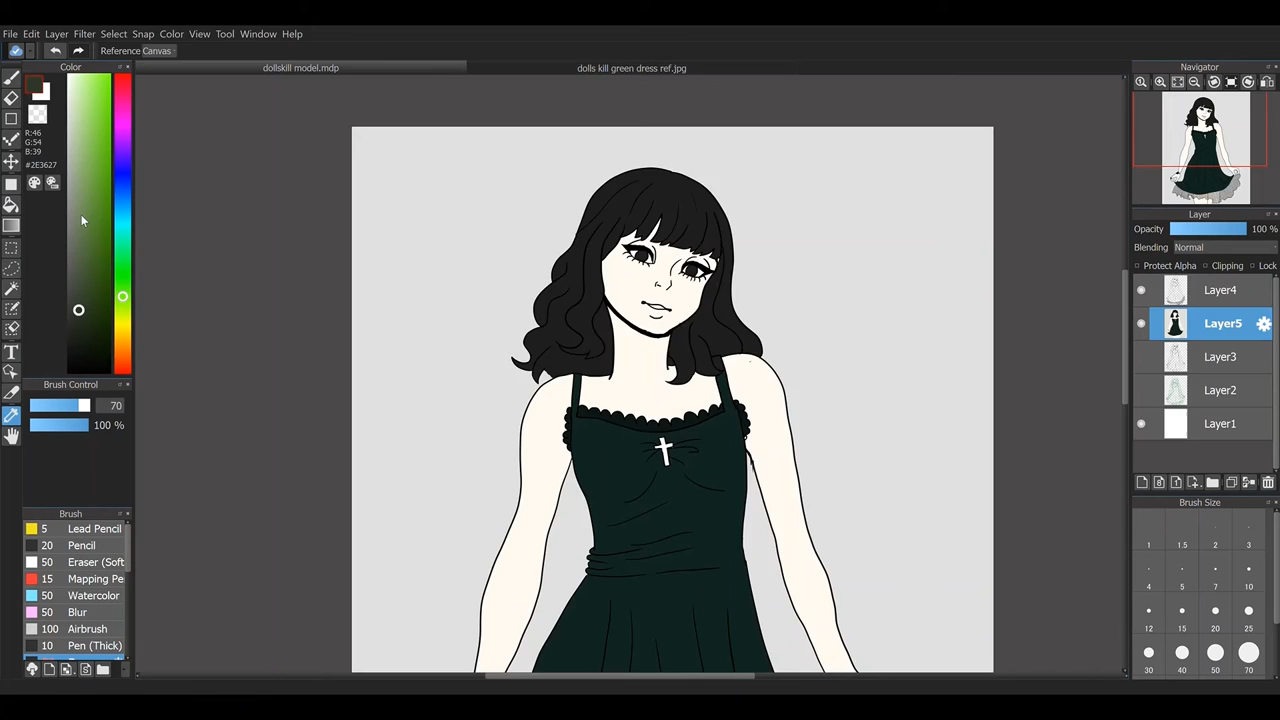 File Edit Layer Filter Select Snap Color View Tool Window Help
Reference Canvas
Color
dollskill model.mdp
dolls kill green dress ref.jpg
Navigator
R:46
G:54
B:39
#2E3627
Layer
Opacity 100 %
Blending Normal
Protect Alpha Clipping Lock
Layer4
Layer5
Layer3
Layer2
Layer1
Brush Control
70
100 %
Brush
5 Lead Pencil
20 Pencil
50 Eraser (Soft
15 Mapping Pe
50 Watercolor
50 Blur
100 Airbrush
10 Pen (Thick)
Brush Size
1 1.5 2 3
4 5 7 10
12 15 20 25
30 40 50 70